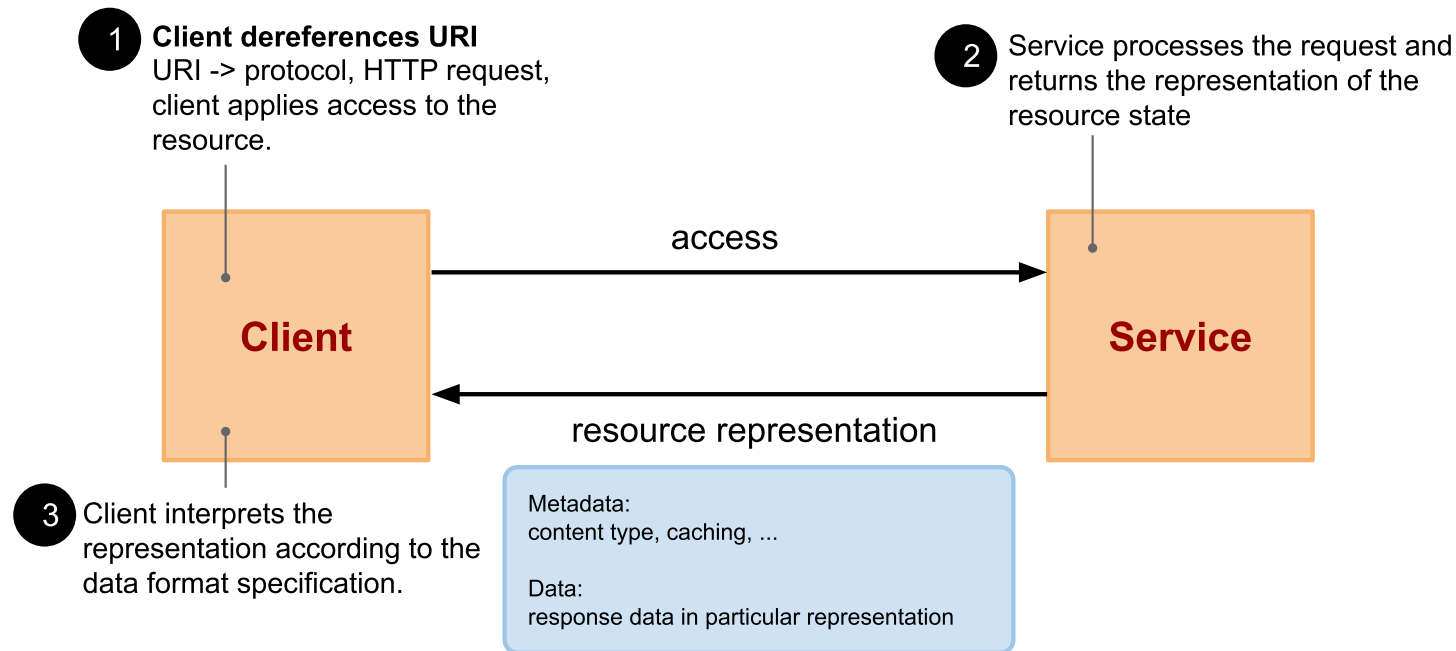 1
Client dereferences URI
URI -> protocol, HTTP request,
client applies access to the
resource.
2
Service processes the request and
returns the representation of the
resource state
access
Client
Service
resource representation
Metadata:
content type, caching, ...
Data:
response data in particular representation
3
Client interprets the
representation according to the
data format specification.